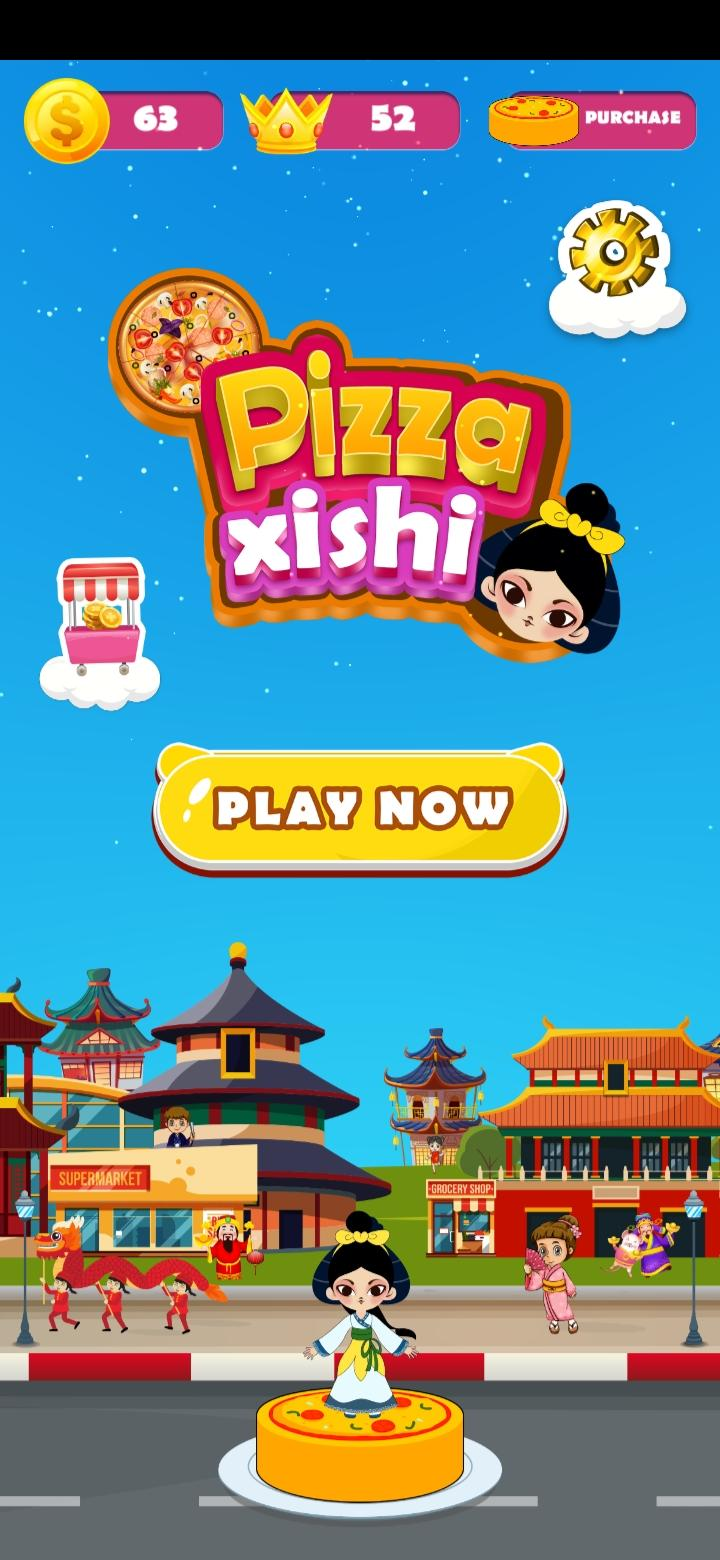 63
52
PURCHASE
Pizza
xishi
PLAY NOW
SUPERMARKET
GROCERY SHOP